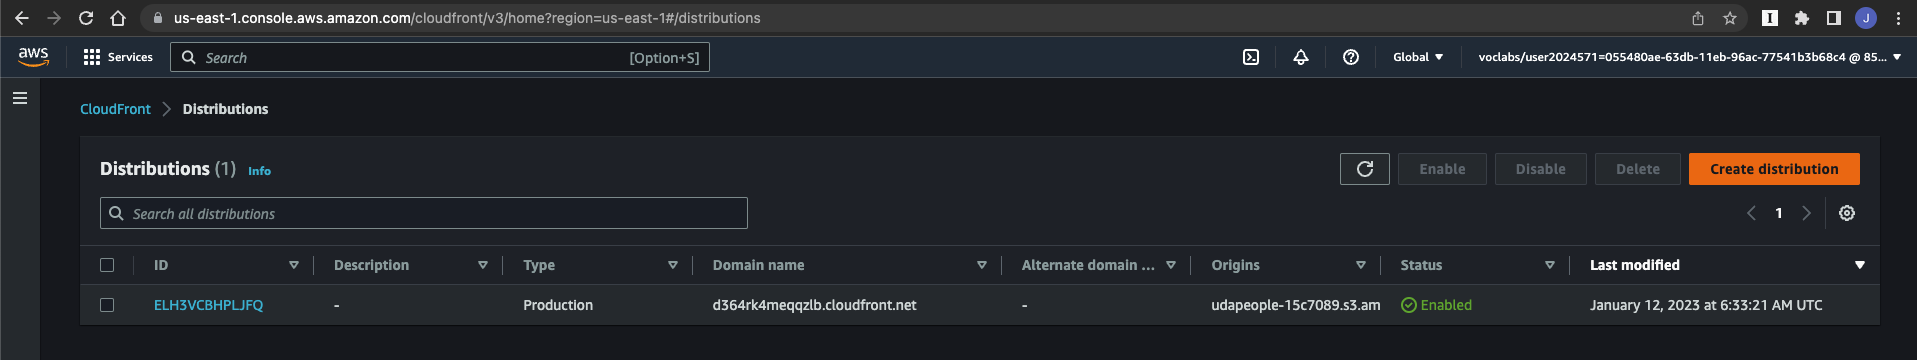 us-east-1.console.aws.amazon.com/cloudfront/v3/home?region=us-east-1#/distributions
J
aws Services Search [Option+S] Global voclabs/user2024571=055480ae-63db-11eb-96ac-77541b3b68c4 @ 85...
CloudFront Distributions
Distributions (1) Info Enable Disable Delete Create distribution
Search all distributions 1
ID Description Type Domain name Alternate domain ... Origins Status Last modified
ELH3VCBHPLJFQ - Production d364rk4meqqzlb.cloudfront.net - udapeople-15c7089.s3.am Enabled January 12, 2023 at 6:33:21 AM UTC